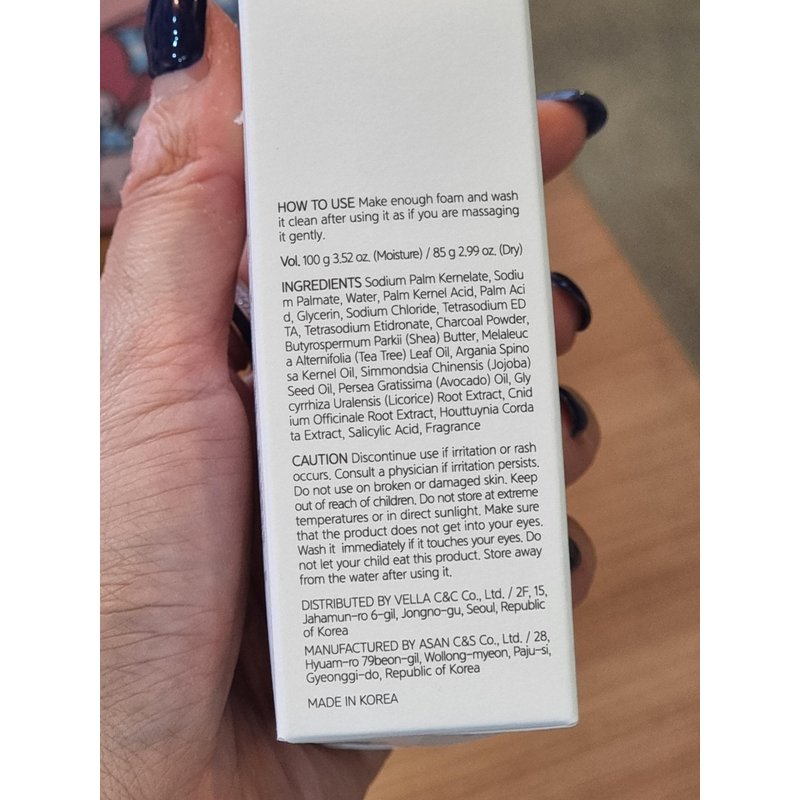 HOW TO USE Make enough foam and wash
it clean after using it as if you are massaging
it gently.
Vol. 100 g 3.52 oz. (Moisture) / 85 g 2.99 oz. (Dry)
INGREDIENTS Sodium Palm Kernelate, Sodiu
m Palmate, Water, Palm Kernel Acid, Palm Aci
d, Glycerin, Sodium Chloride, Tetrasodium ED
TA, Tetrasodium Etidronate, Charcoal Powder,
Butyrospermum Parkii (Shea) Butter, Melaleuc
a Alternifolia (Tea Tree) Leaf Oil, Argania Spino
sa Kernel Oil, Simmondsia Chinensis (Jojoba)
Seed Oil, Persea Gratissima (Avocado) Oil, Gly
cyrrhiza Uralensis (Licorice) Root Extract, Cnid
ium Officinale Root Extract, Houttuynia Corda
ta Extract, Salicylic Acid, Fragrance
CAUTION Discontinue use if irritation or rash
occurs. Consult a physician if irritation persists.
Do not use on broken or damaged skin. Keep
out of reach of children. Do not store at extreme
temperatures or in direct sunlight. Make sure
that the product does not get into your eyes.
Wash it immediately if it touches your eyes. Do
not let your child eat this product. Store away
from the water after using it.
DISTRIBUTED BY VELLA C&C Co., Ltd. / 2F, 15,
Jahamun-ro 6-gil, Jongno-gu, Seoul, Republic
of Korea
MANUFACTURED BY ASAN C&S Co., Ltd. / 28,
Hyuam-ro 79beon-gil, Wollong-myeon, Paju-si,
Gyeonggi-do, Republic of Korea
MADE IN KOREA